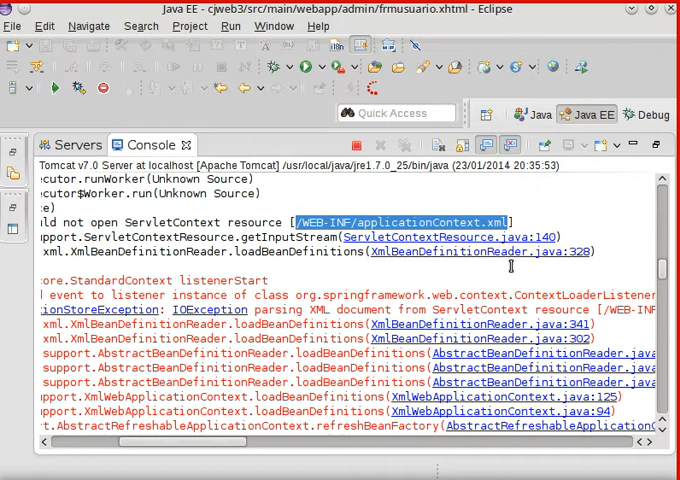 Java EE - cjweb3/src/main/webapp/admin/frmusuario.xhtml - Eclipse
File Edit Navigate Search Project Run Window Help
Quick Access Java Java EE Debug
Servers Console
Tomcat v7.0 Server at localhost [Apache Tomcat] /usr/local/java/jre1.7.0_25/bin/java (23/01/2014 20:35:53)
ecutor.runWorker(Unknown Source)
ecutor$Worker.run(Unknown Source)
e)
uld not open ServletContext resource [/WEB-INF/applicationContext.xml]
upport.ServletContextResource.getInputStream(ServletContextResource.java:140)
xml.XmlBeanDefinitionReader.loadBeanDefinitions(XmlBeanDefinitionReader.java:328)
ore.StandardContext listenerStart
d event to listener instance of class org.springframework.web.context.ContextLoaderListener
ionStoreException: IOException parsing XML document from ServletContext resource [/WEB-INF
xml.XmlBeanDefinitionReader.loadBeanDefinitions(XmlBeanDefinitionReader.java:341)
xml.XmlBeanDefinitionReader.loadBeanDefinitions(XmlBeanDefinitionReader.java:302)
support.AbstractBeanDefinitionReader.loadBeanDefinitions(AbstractBeanDefinitionReader.java
support.AbstractBeanDefinitionReader.loadBeanDefinitions(AbstractBeanDefinitionReader.java
support.AbstractBeanDefinitionReader.loadBeanDefinitions(AbstractBeanDefinitionReader.java
upport.XmlWebApplicationContext.loadBeanDefinitions(XmlWebApplicationContext.java:125)
upport.XmlWebApplicationContext.loadBeanDefinitions(XmlWebApplicationContext.java:94)
t.AbstractRefreshableApplicationContext.refreshBeanFactory(AbstractRefreshableApplicationC